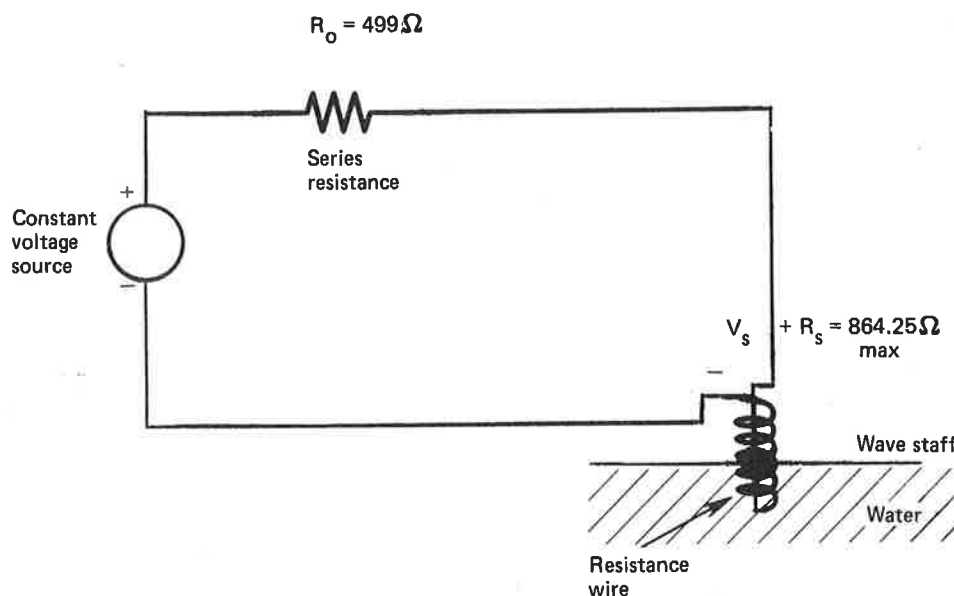 R_o = 499Ω
Series
resistance
+
Constant
voltage
source
−
V_s + R_s = 864.25Ω
max
−
Wave staff
Water
Resistance
wire